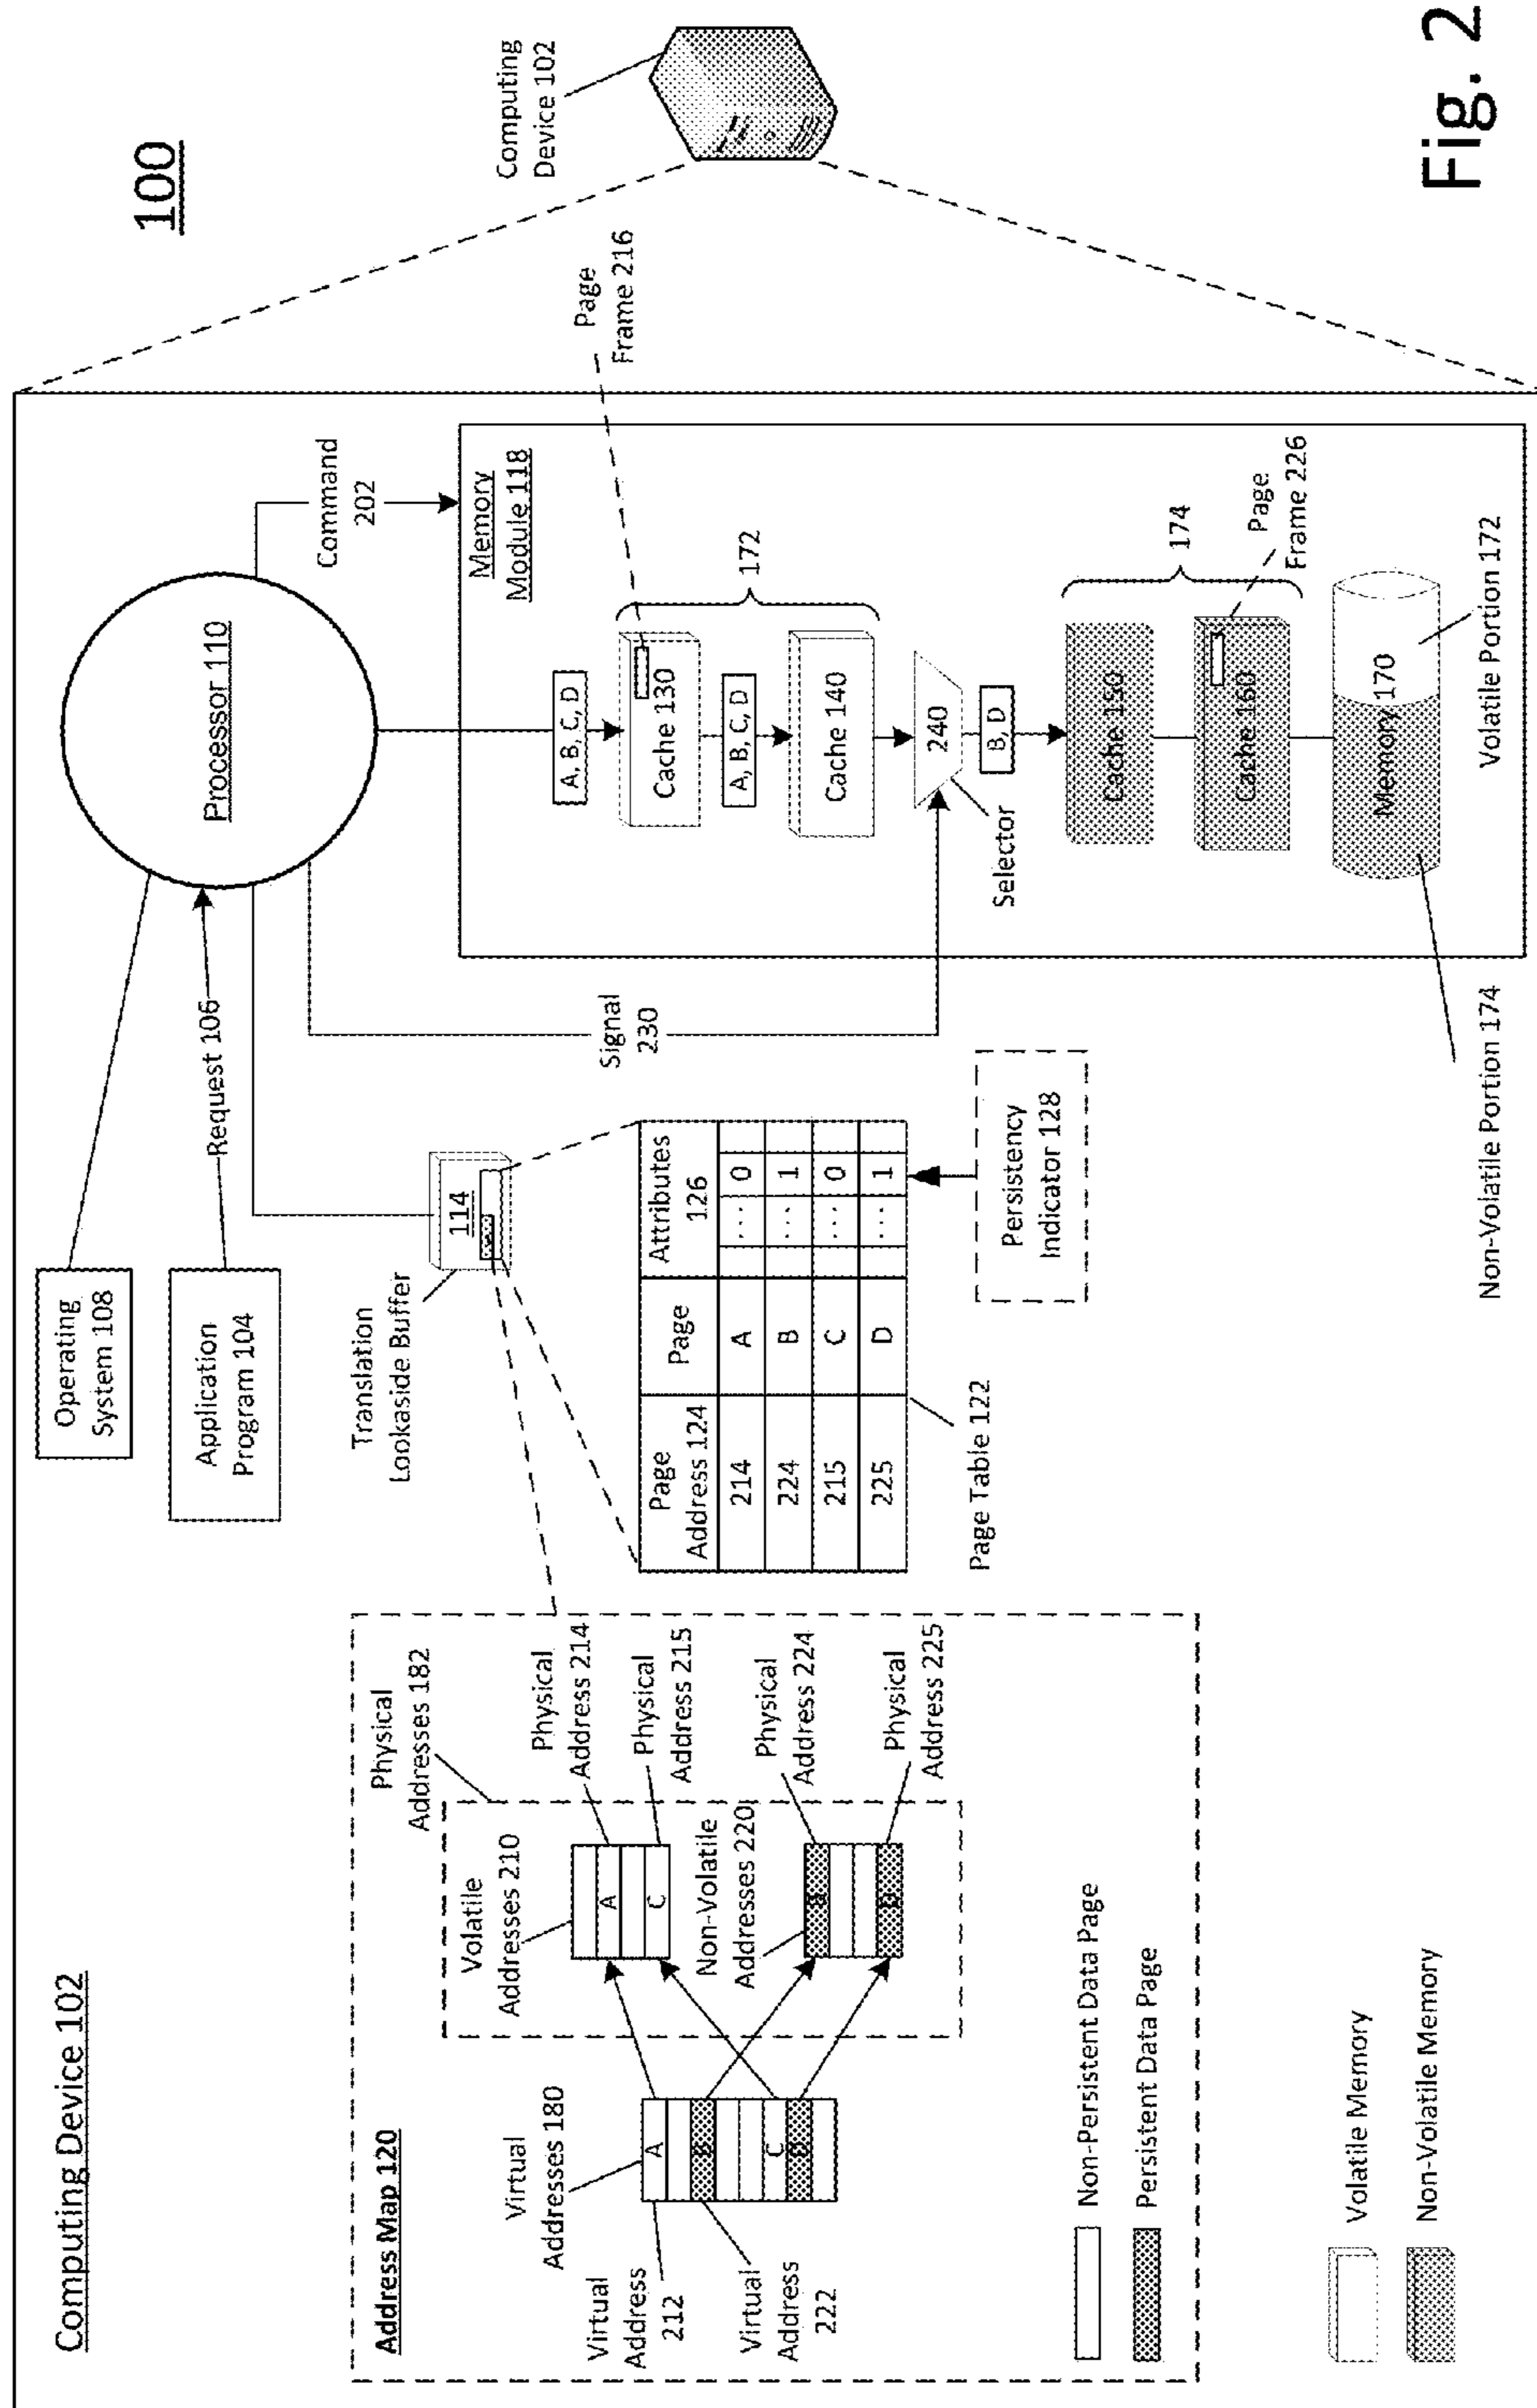 Computing Device 102
100
Operating
System 108
Application
Program 104
Request 106
Processor 110
Command
202
Computing
Device 102
Translation
Lookaside Buffer
114
Signal
230
Address Map 120
Virtual
Addresses 180
Virtual
Address
212
Virtual
Address
222
A
B
C
D
Physical
Addresses 182
Volatile
Addresses 210
A
C
Non-Volatile
Addresses 220
B
D
Physical
Address 214
Physical
Address 215
Physical
Address 224
Physical
Address 225
Non-Persistent Data Page
Persistent Data Page
Volatile Memory
Non-Volatile Memory
Page
Address 124
Page
Attributes
126
214 A ... 0
224 B ... 1
215 C ... 0
225 D ... 1
Page Table 122
Persistency
Indicator 128
Memory
Module 118
A, B, C, D
Cache 130
Page
Frame 216
A, B, C, D
Cache 140
172
240
Selector
B, D
Cache 150
174
Cache 160
Page
Frame 226
Memory 170
Non-Volatile Portion 174
Volatile Portion 172
Fig. 2